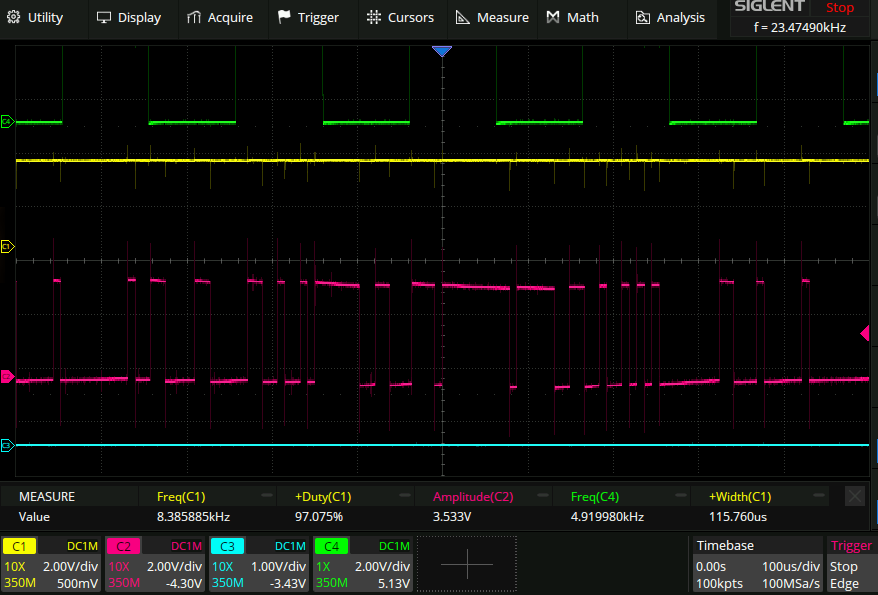 Utility Display Acquire Trigger Cursors Measure Math Analysis SIGLENT Stop
f = 23.47490kHz
C4
C1
C3
MEASURE Freq(C1) +Duty(C1) Amplitude(C2) Freq(C4) +Width(C1)
Value 8.385885kHz 97.075% 3.533V 4.919980kHz 115.760us
C1 DC1M C2 DC1M C3 DC1M C4 DC1M Timebase Trigger
10X 2.00V/div 10X 2.00V/div 10X 1.00V/div 1X 2.00V/div 0.00s 100us/div Stop
350M 500mV 350M -4.30V 350M -3.43V 350M 5.13V 100kpts 100MSa/s Edge